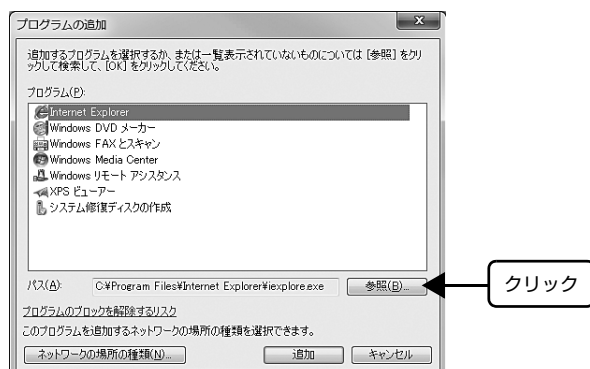 プログラムの追加
x
追加するプログラムを選択するか、または一覧表示されていないものについては [参照] をクリ
ックして検索して、[OK] をクリックしてください。
プログラム(P):
Internet Explorer
Windows DVD メーカー
Windows FAX とスキャン
Windows Media Center
Windows リモート アシスタンス
XPS ビューアー
システム修復ディスクの作成
パス(A): C:¥Program Files¥Internet Explorer¥iexplore.exe 参照(B)...
クリック
プログラムのブロックを解除するリスク
このプログラムを追加するネットワークの場所の種類を選択できます。
ネットワークの場所の種類(N)... 追加 キャンセル